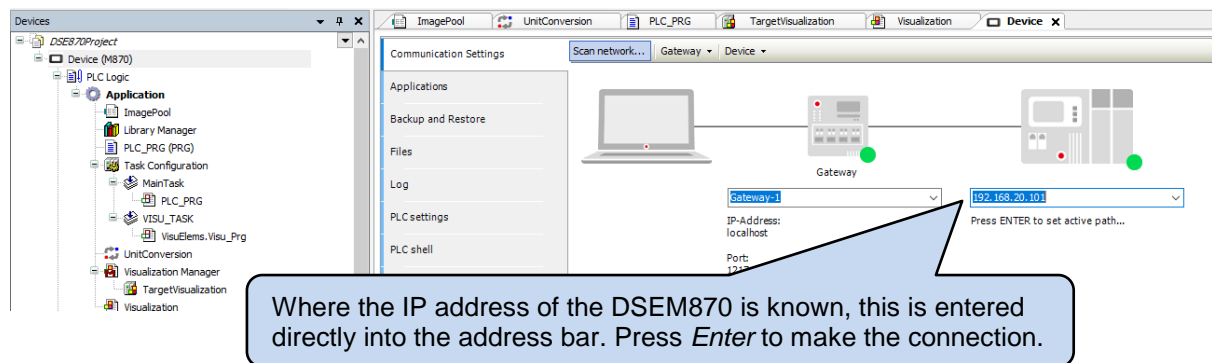 Devices
DSE870Project
Device (M870)
PLC Logic
Application
ImagePool
Library Manager
PLC_PRG (PRG)
Task Configuration
MainTask
PLC_PRG
VISU_TASK
VisuElems.Visu_Prg
UnitConversion
Visualization Manager
TargetVisualization
Visualization
ImagePool UnitConversion PLC_PRG TargetVisualization Visualization Device
Communication Settings
Applications
Backup and Restore
Files
Log
PLC settings
PLC shell
Scan network... Gateway Device
Gateway
Gateway-1 192.168.20.101
IP-Address: Press ENTER to set active path...
localhost
Port:
Where the IP address of the DSEM870 is known, this is entered
directly into the address bar. Press Enter to make the connection.